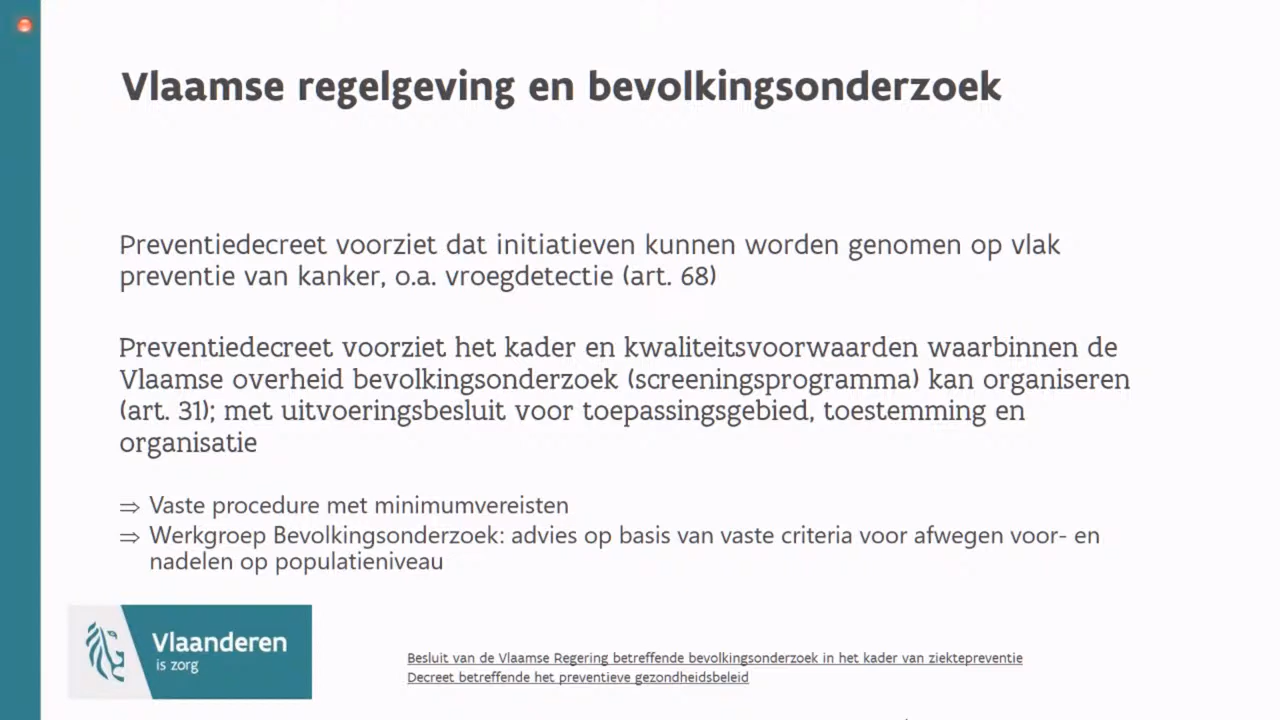 Vlaamse regelgeving en bevolkingsonderzoek
Preventiedecreet voorziet dat initiatieven kunnen worden genomen op vlak
preventie van kanker, o.a. vroegdetectie (art. 68)
Preventiedecreet voorziet het kader en kwaliteitsvoorwaarden waarbinnen de
Vlaamse overheid bevolkingsonderzoek (screeningsprogramma) kan organiseren
(art. 31); met uitvoeringsbesluit voor toepassingsgebied, toestemming en
organisatie
⇒ Vaste procedure met minimumvereisten
⇒ Werkgroep Bevolkingsonderzoek: advies op basis van vaste criteria voor afwegen voor- en
nadelen op populatieniveau
Vlaanderen
is zorg
Besluit van de Vlaamse Regering betreffende bevolkingsonderzoek in het kader van ziektepreventie
Decreet betreffende het preventieve gezondheidsbeleid